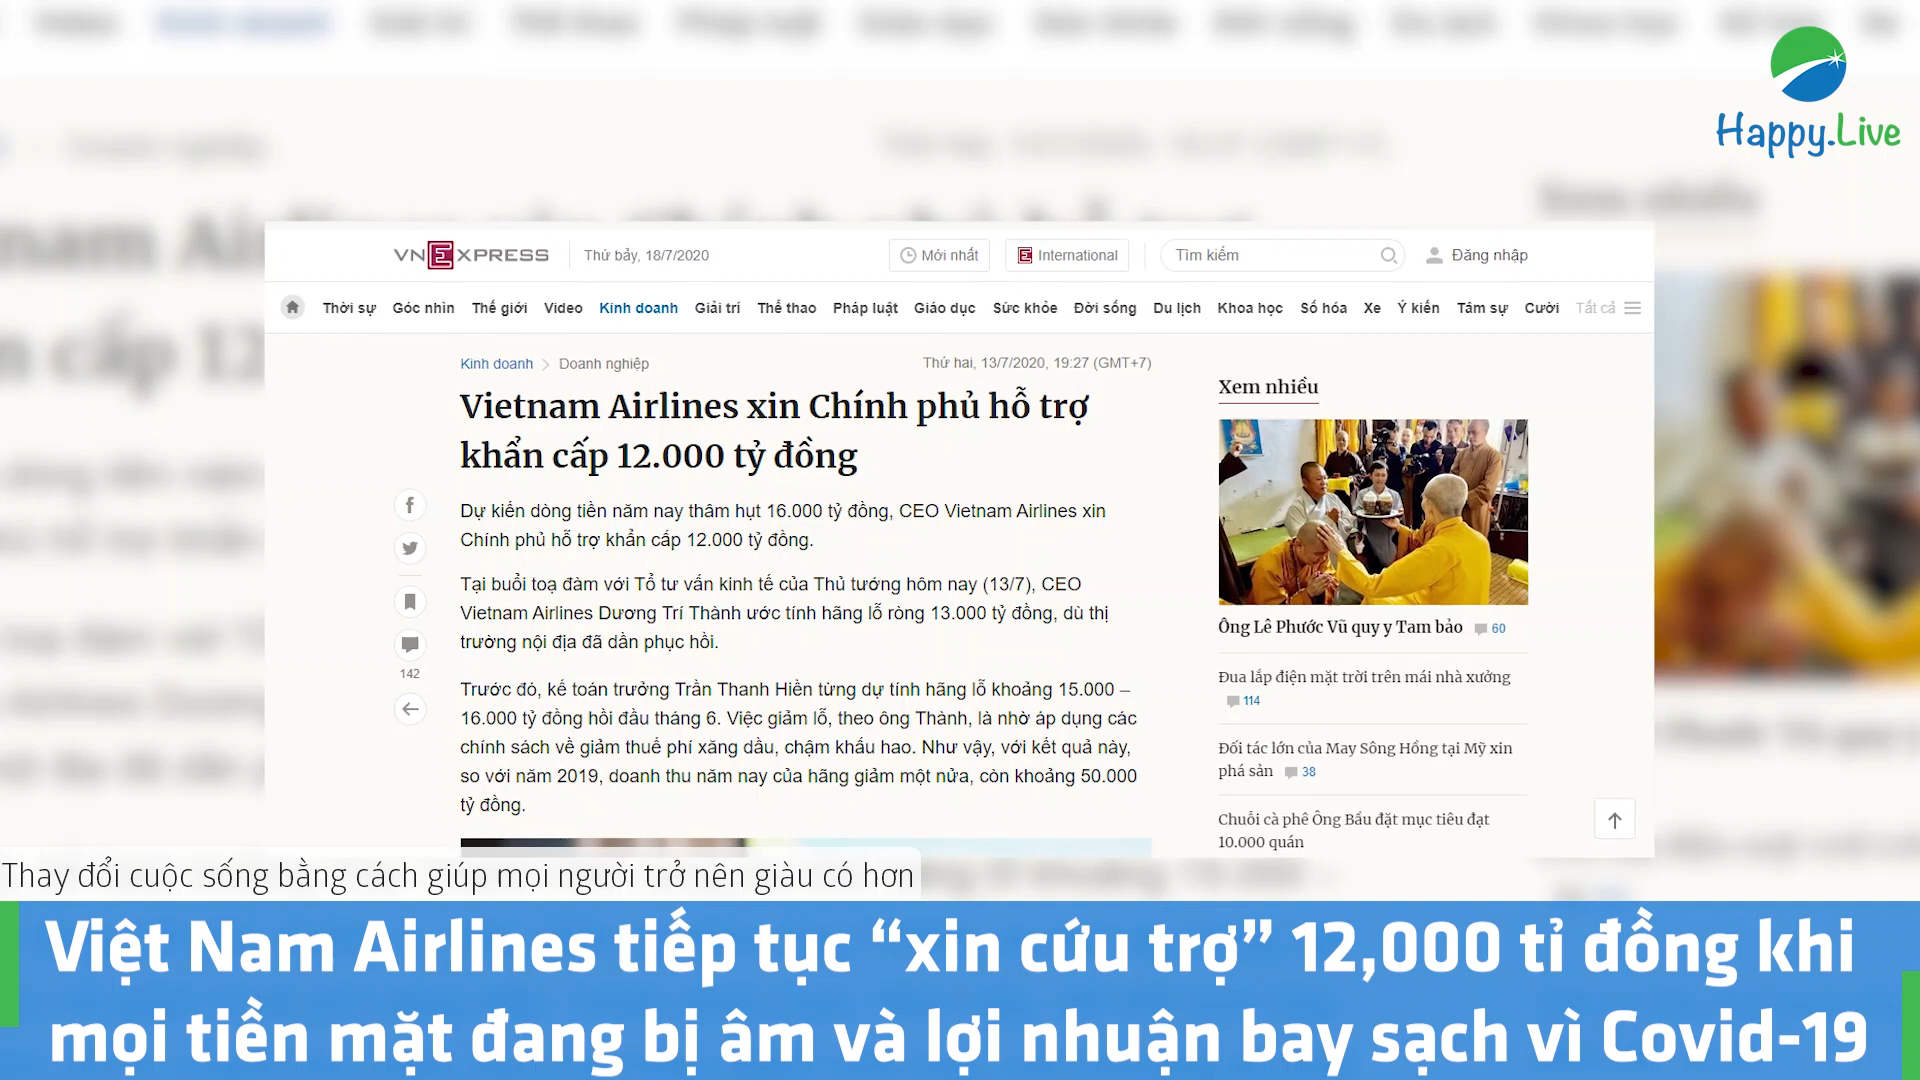 Happy.Live
VNEXPRESS
Thứ bảy, 18/7/2020
Mới nhất
International
Tìm kiếm
Đăng nhập
Thời sự Góc nhìn Thế giới Video Kinh doanh Giải trí Thể thao Pháp luật Giáo dục Sức khỏe Đời sống Du lịch Khoa học Số hóa Xe Ý kiến Tâm sự Cười Tất cả
Kinh doanh > Doanh nghiệp
Thứ hai, 13/7/2020, 19:27 (GMT+7)
Vietnam Airlines xin Chính phủ hỗ trợ
khẩn cấp 12.000 tỷ đồng
Dự kiến dòng tiền năm nay thâm hụt 16.000 tỷ đồng, CEO Vietnam Airlines xin
Chính phủ hỗ trợ khẩn cấp 12.000 tỷ đồng.
Tại buổi toạ đàm với Tổ tư vấn kinh tế của Thủ tướng hôm nay (13/7), CEO
Vietnam Airlines Dương Trí Thành ước tính hãng lỗ ròng 13.000 tỷ đồng, dù thị
trường nội địa đã dần phục hồi.
142
Trước đó, kế toán trưởng Trần Thanh Hiền từng dự tính hãng lỗ khoảng 15.000 –
16.000 tỷ đồng hồi đầu tháng 6. Việc giảm lỗ, theo ông Thành, là nhờ áp dụng các
chính sách về giảm thuế phí xăng dầu, chậm khấu hao. Như vậy, với kết quả này,
so với năm 2019, doanh thu năm nay của hãng giảm một nửa, còn khoảng 50.000
tỷ đồng.
Xem nhiều
Ông Lê Phước Vũ quy y Tam bảo 60
Đua lắp điện mặt trời trên mái nhà xưởng
114
Đối tác lớn của May Sông Hồng tại Mỹ xin
phá sản 38
Chuỗi cà phê Ông Bầu đặt mục tiêu đạt
10.000 quán
Thay đổi cuộc sống bằng cách giúp mọi người trở nên giàu có hơn
Việt Nam Airlines tiếp tục “xin cứu trợ” 12,000 tỉ đồng khi
mọi tiền mặt đang bị âm và lợi nhuận bay sạch vì Covid-19